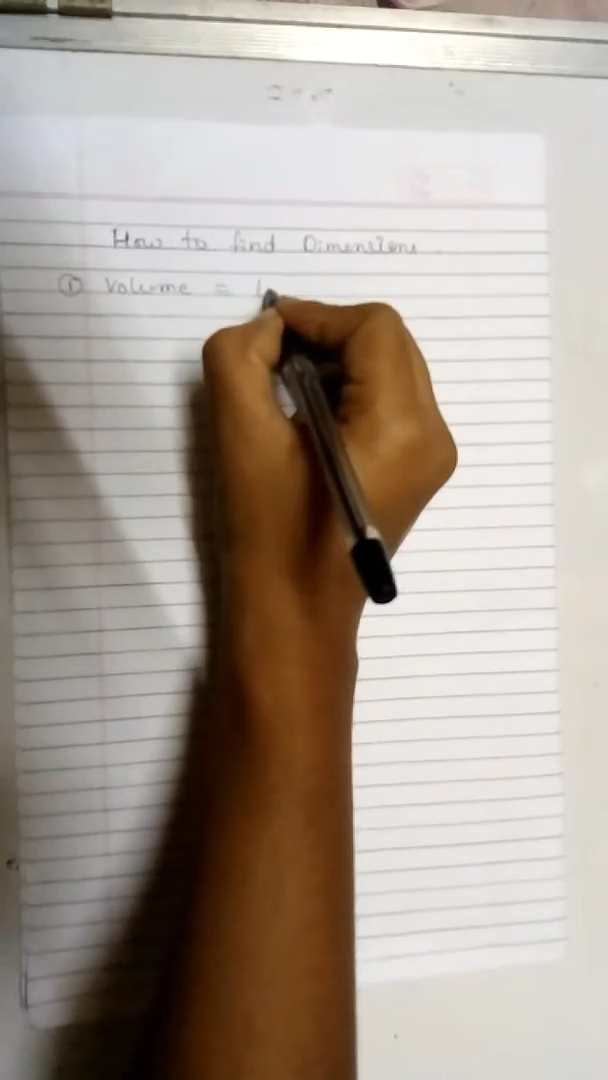 How to find Dimensions.
① Volume = l